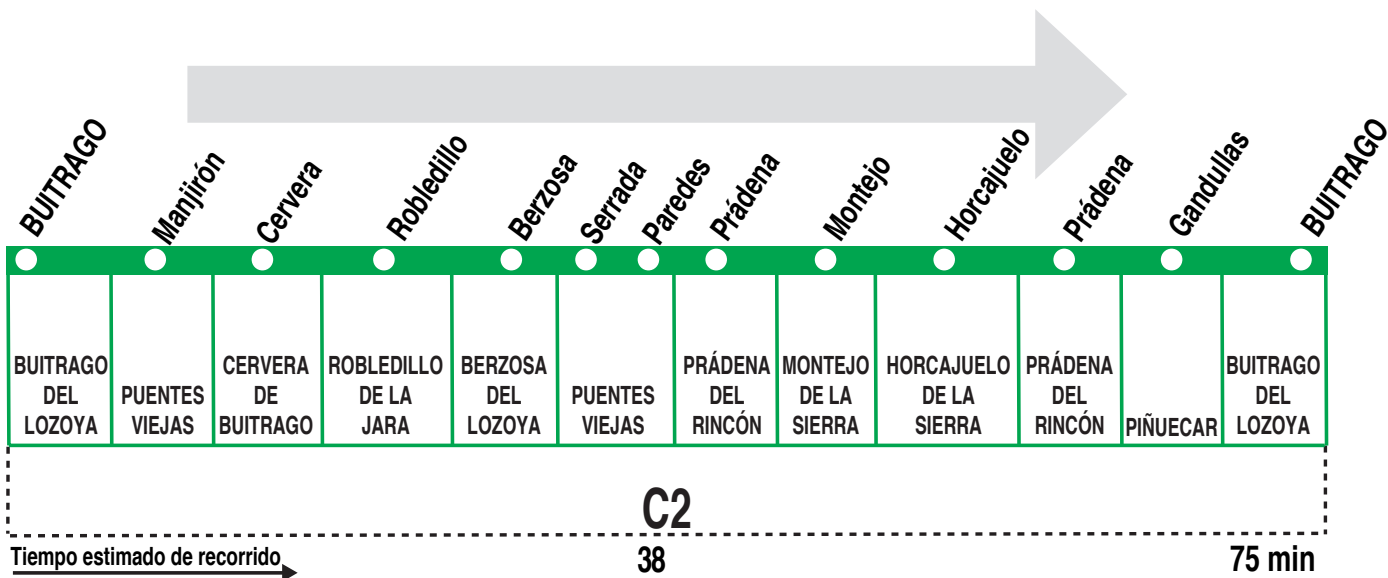 BUITRAGO
Manjirón
Cervera
Robledillo
Berzosa
Serrada
Paredes
Prádena
Montejo
Horcajuelo
Prádena
Gandullas
BUITRAGO
BUITRAGO
DEL
LOZOYA
PUENTES
VIEJAS
CERVERA
DE
BUITRAGO
ROBLEDILLO
DE LA
JARA
BERZOSA
DEL
LOZOYA
PUENTES
VIEJAS
PRÁDENA
DEL
RINCÓN
MONTEJO
DE LA
SIERRA
HORCAJUELO
DE LA
SIERRA
PRÁDENA
DEL
RINCÓN
PIÑUECAR
BUITRAGO
DEL
LOZOYA
C2
Tiempo estimado de recorrido
38
75 min